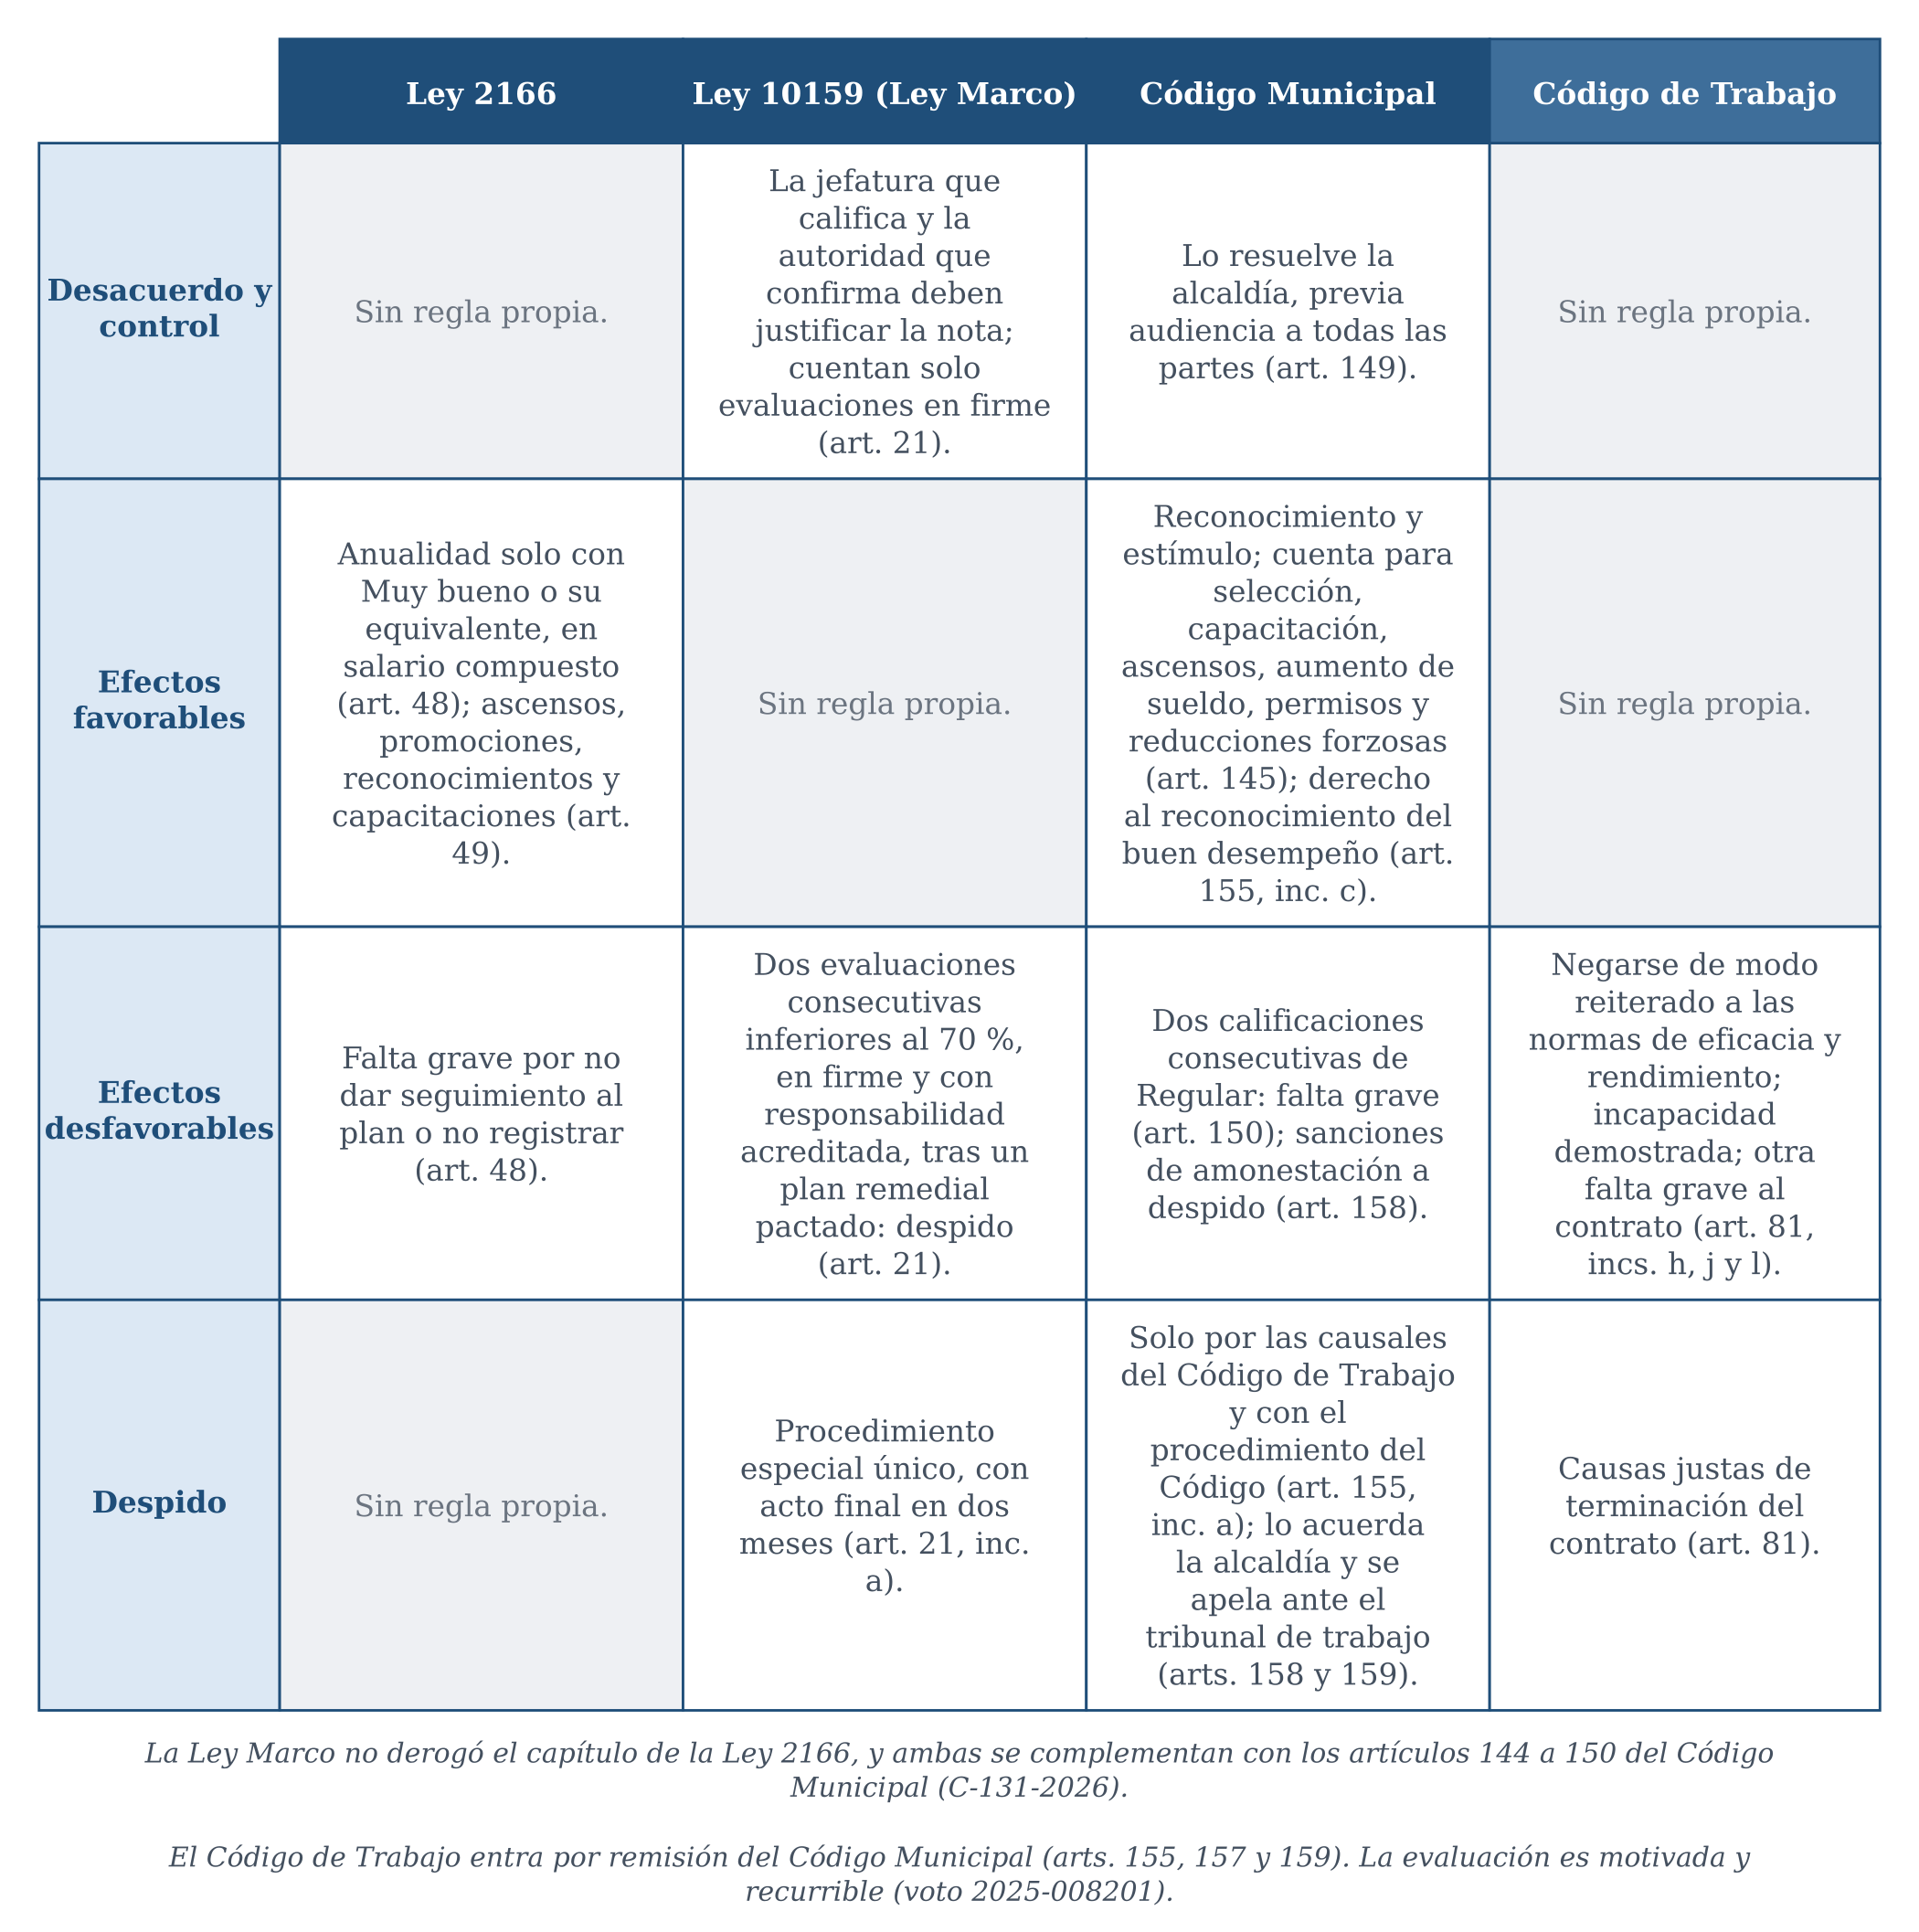 Ley 2166
Ley 10159 (Ley Marco)
Código Municipal
Código de Trabajo
Desacuerdo y
control
Sin regla propia.
La jefatura que
califica y la
autoridad que
confirma deben
justificar la nota;
cuentan solo
evaluaciones en firme
(art. 21).
Lo resuelve la
alcaldía, previa
audiencia a todas las
partes (art. 149).
Sin regla propia.
Efectos
favorables
Anualidad solo con
Muy bueno o su
equivalente, en
salario compuesto
(art. 48); ascensos,
promociones,
reconocimientos y
capacitaciones (art.
49).
Sin regla propia.
Reconocimiento y
estímulo; cuenta para
selección,
capacitación,
ascensos, aumento de
sueldo, permisos y
reducciones forzosas
(art. 145); derecho
al reconocimiento del
buen desempeño (art.
155, inc. c).
Sin regla propia.
Efectos
desfavorables
Falta grave por no
dar seguimiento al
plan o no registrar
(art. 48).
Dos evaluaciones
consecutivas
inferiores al 70 %,
en firme y con
responsabilidad
acreditada, tras un
plan remedial
pactado: despido
(art. 21).
Dos calificaciones
consecutivas de
Regular: falta grave
(art. 150); sanciones
de amonestación a
despido (art. 158).
Negarse de modo
reiterado a las
normas de eficacia y
rendimiento;
incapacidad
demostrada; otra
falta grave al
contrato (art. 81,
incs. h, j y l).
Despido
Sin regla propia.
Procedimiento
especial único, con
acto final en dos
meses (art. 21, inc.
a).
Solo por las causales
del Código de Trabajo
y con el
procedimiento del
Código (art. 155,
inc. a); lo acuerda
la alcaldía y se
apela ante el
tribunal de trabajo
(arts. 158 y 159).
Causas justas de
terminación del
contrato (art. 81).
La Ley Marco no derogó el capítulo de la Ley 2166, y ambas se complementan con los artículos 144 a 150 del Código
Municipal (C-131-2026).
El Código de Trabajo entra por remisión del Código Municipal (arts. 155, 157 y 159). La evaluación es motivada y
recurrible (voto 2025-008201).